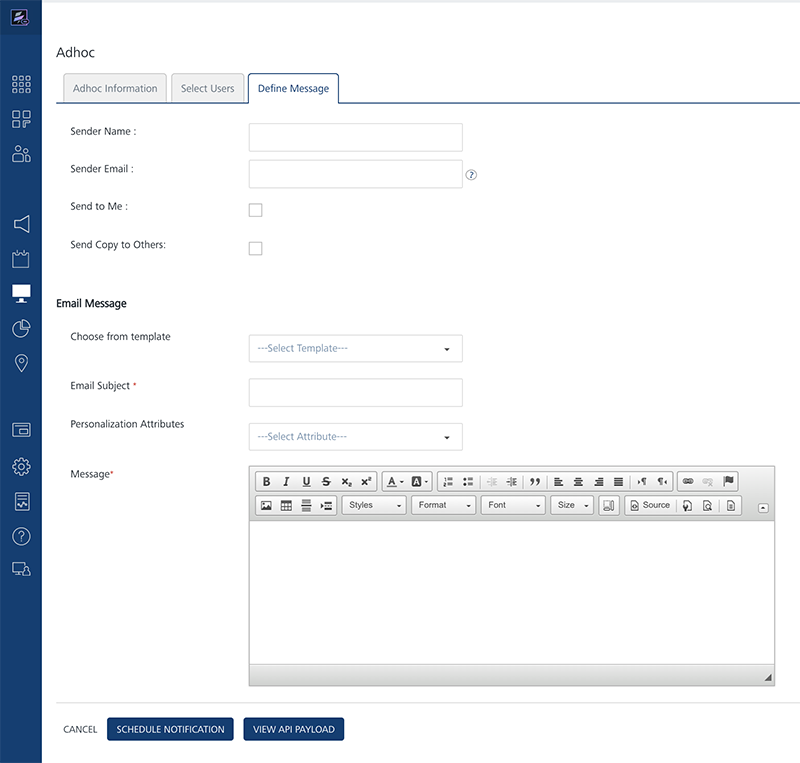 Adhoc
Adhoc Information Select Users Define Message
Sender Name :
Sender Email :
?
Send to Me :
Send Copy to Others:
Email Message
Choose from template
---Select Template---
Email Subject *
Personalization Attributes
---Select Attribute---
Message*
B I U S x₂ x² A A
Styles Format Font Size Source
CANCEL SCHEDULE NOTIFICATION VIEW API PAYLOAD